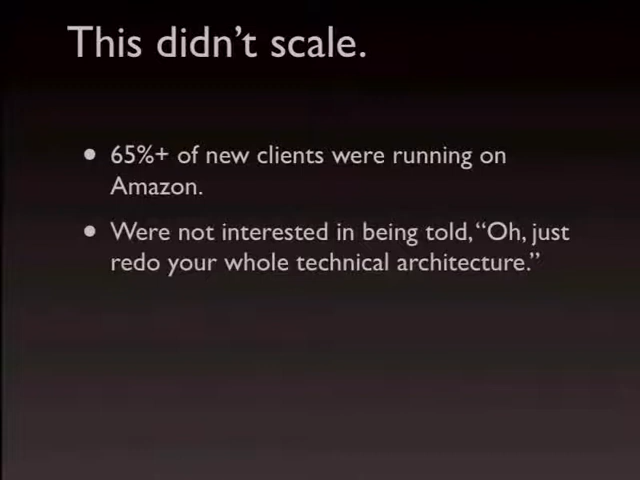 This didn't scale.
• 65%+ of new clients were running on
Amazon.
• Were not interested in being told, “Oh, just
redo your whole technical architecture.”